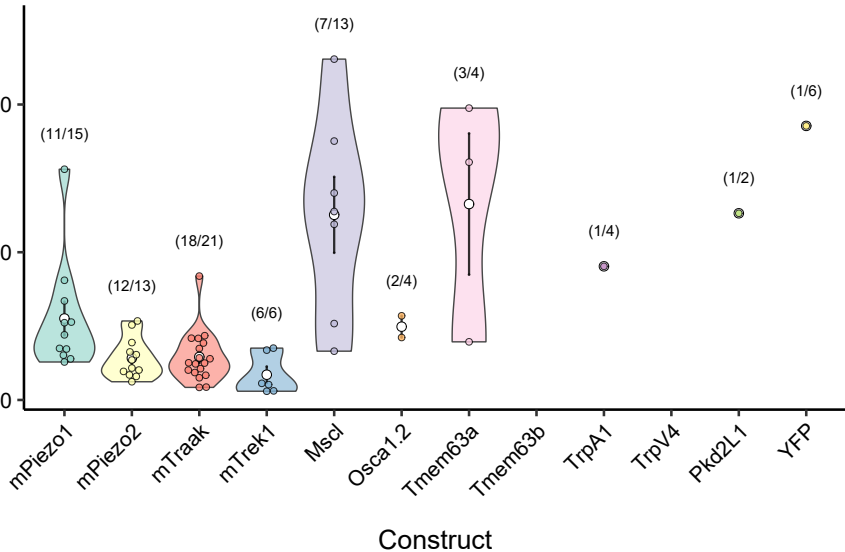 (7/13)
(3/4)
(1/6)
0
(11/15)
(1/2)
(18/21)
(1/4)
0
(12/13)
(6/6)
(2/4)
0
mPiezo1
mPiezo2
mTraak
mTrek1
Mscl
Osca1.2
Tmem63a
Tmem63b
TrpA1
TrpV4
Pkd2L1
YFP
Construct